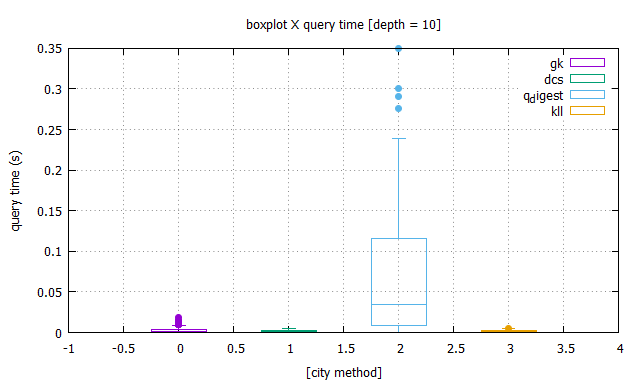 boxplot X query time [depth = 10]
0.35
0.3
0.25
0.2
0.15
0.1
0.05
0
query time (s)
gk
dcs
q_digest
kll
-1 -0.5 0 0.5 1 1.5 2 2.5 3 3.5 4
[city method]